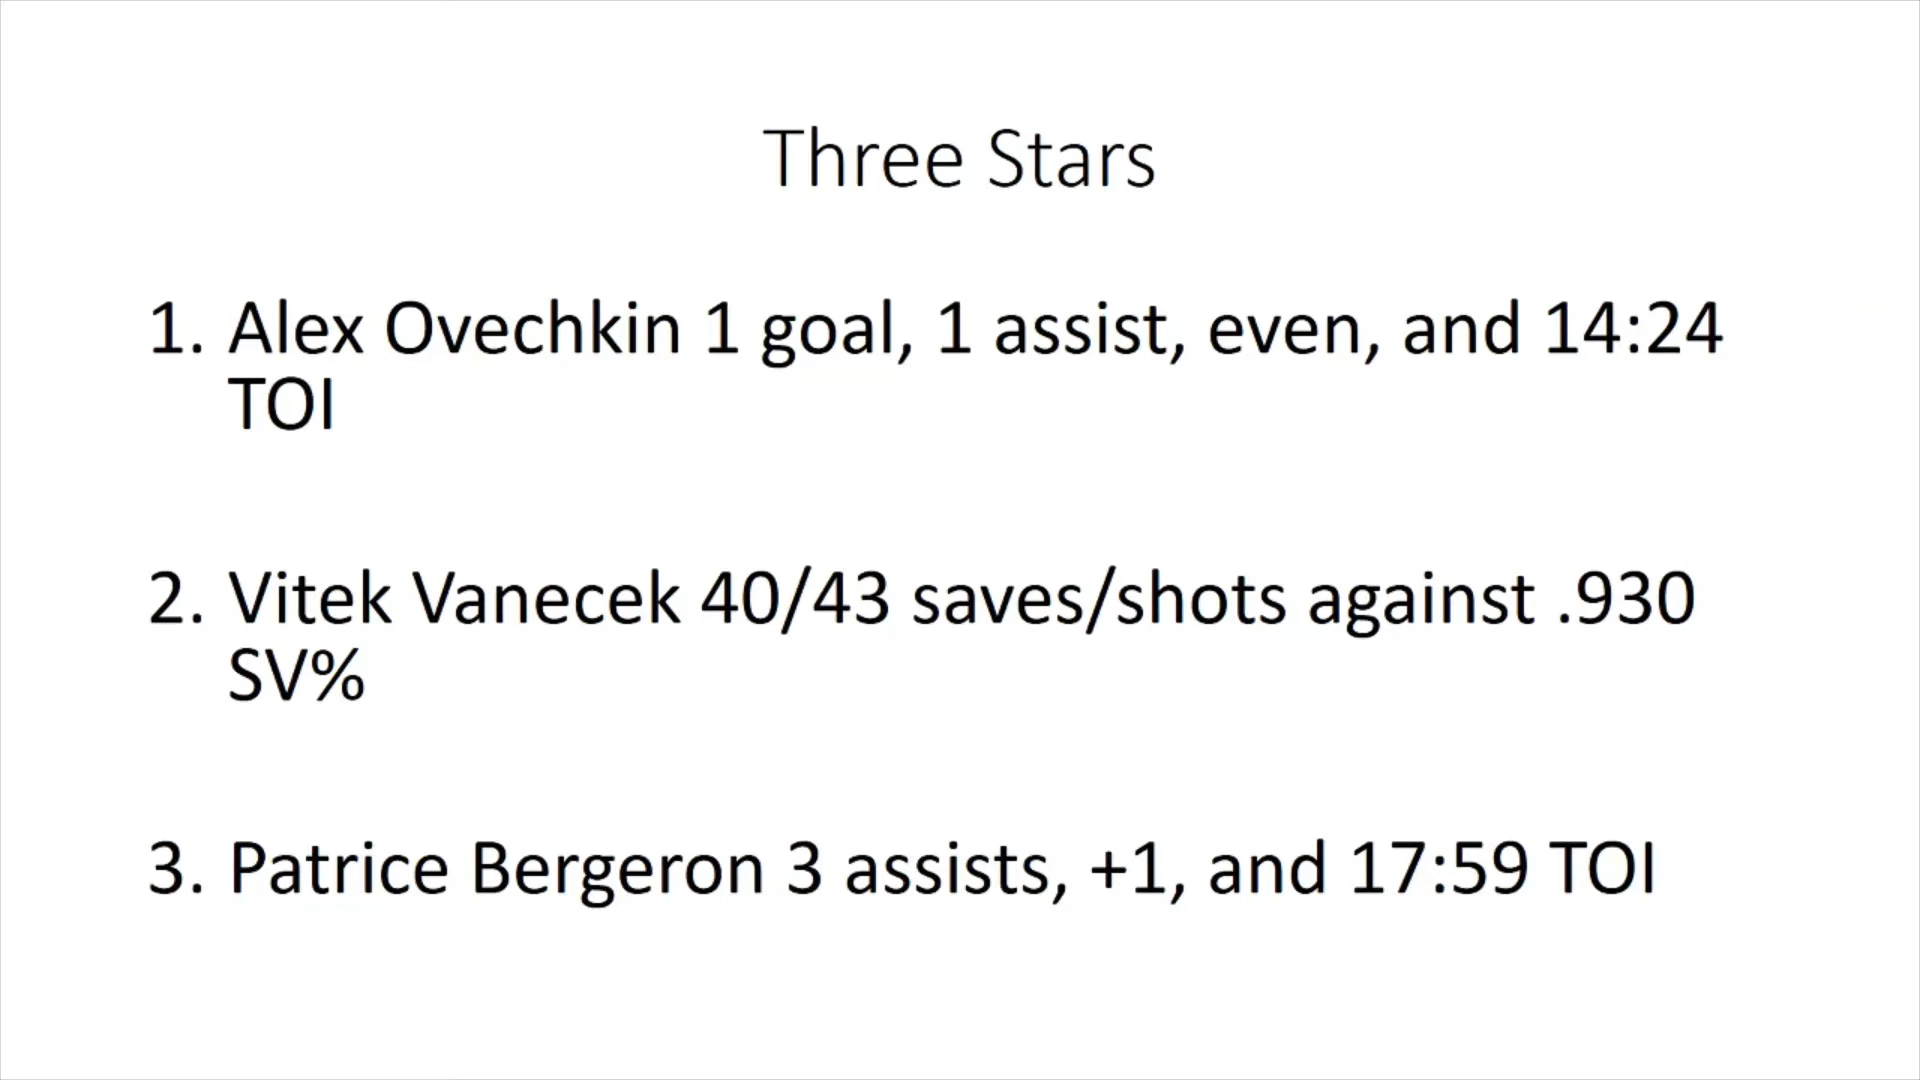 Three Stars
1. Alex Ovechkin 1 goal, 1 assist, even, and 14:24
TOI
2. Vitek Vanecek 40/43 saves/shots against .930
SV%
3. Patrice Bergeron 3 assists, +1, and 17:59 TOI